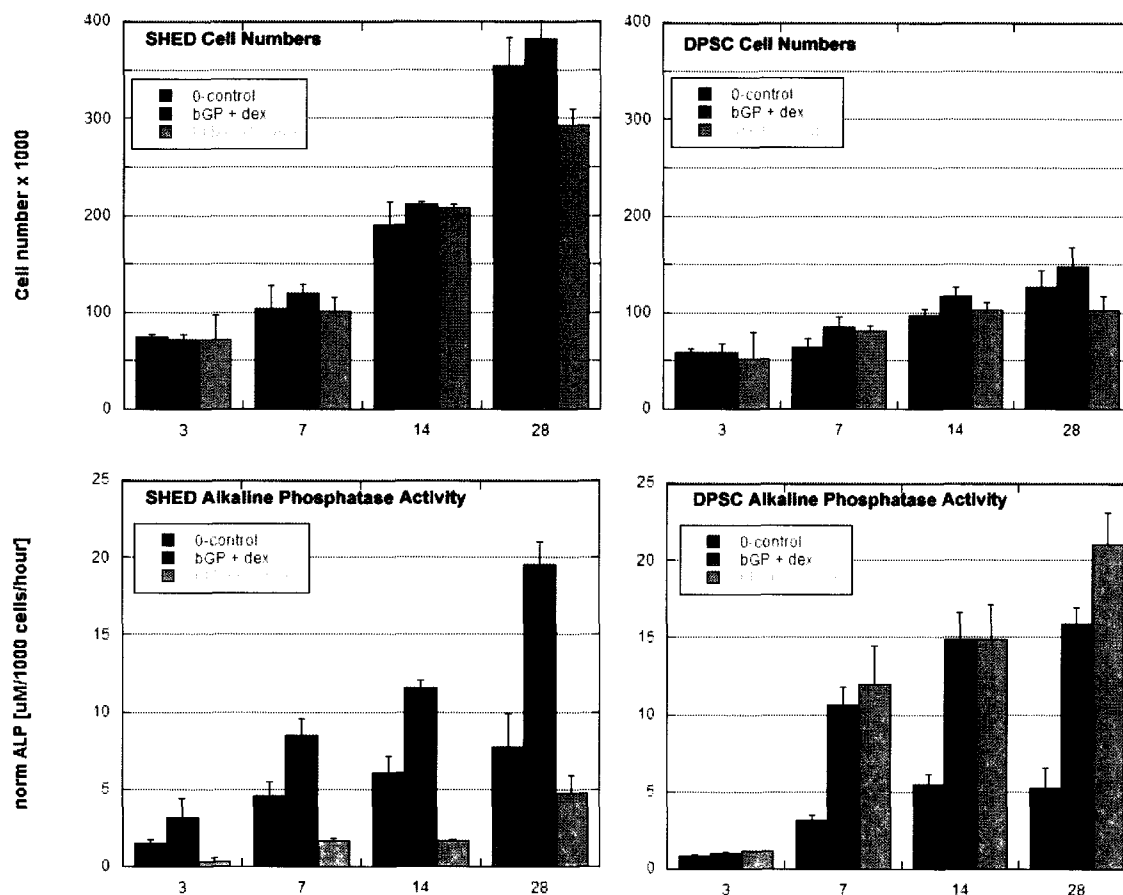 SHED Cell Numbers
0-control
bGP + dex
400
300
200
100
0
3 7 14 28
Cell number x 1000
DPSC Cell Numbers
0-control
bGP + dex
400
300
200
100
0
3 7 14 28
SHED Alkaline Phosphatase Activity
0-control
bGP + dex
25
20
15
10
5
0
3 7 14 28
norm ALP [uM/1000 cells/hour]
DPSC Alkaline Phosphatase Activity
0-control
bGP + dex
25
20
15
10
5
0
3 7 14 28